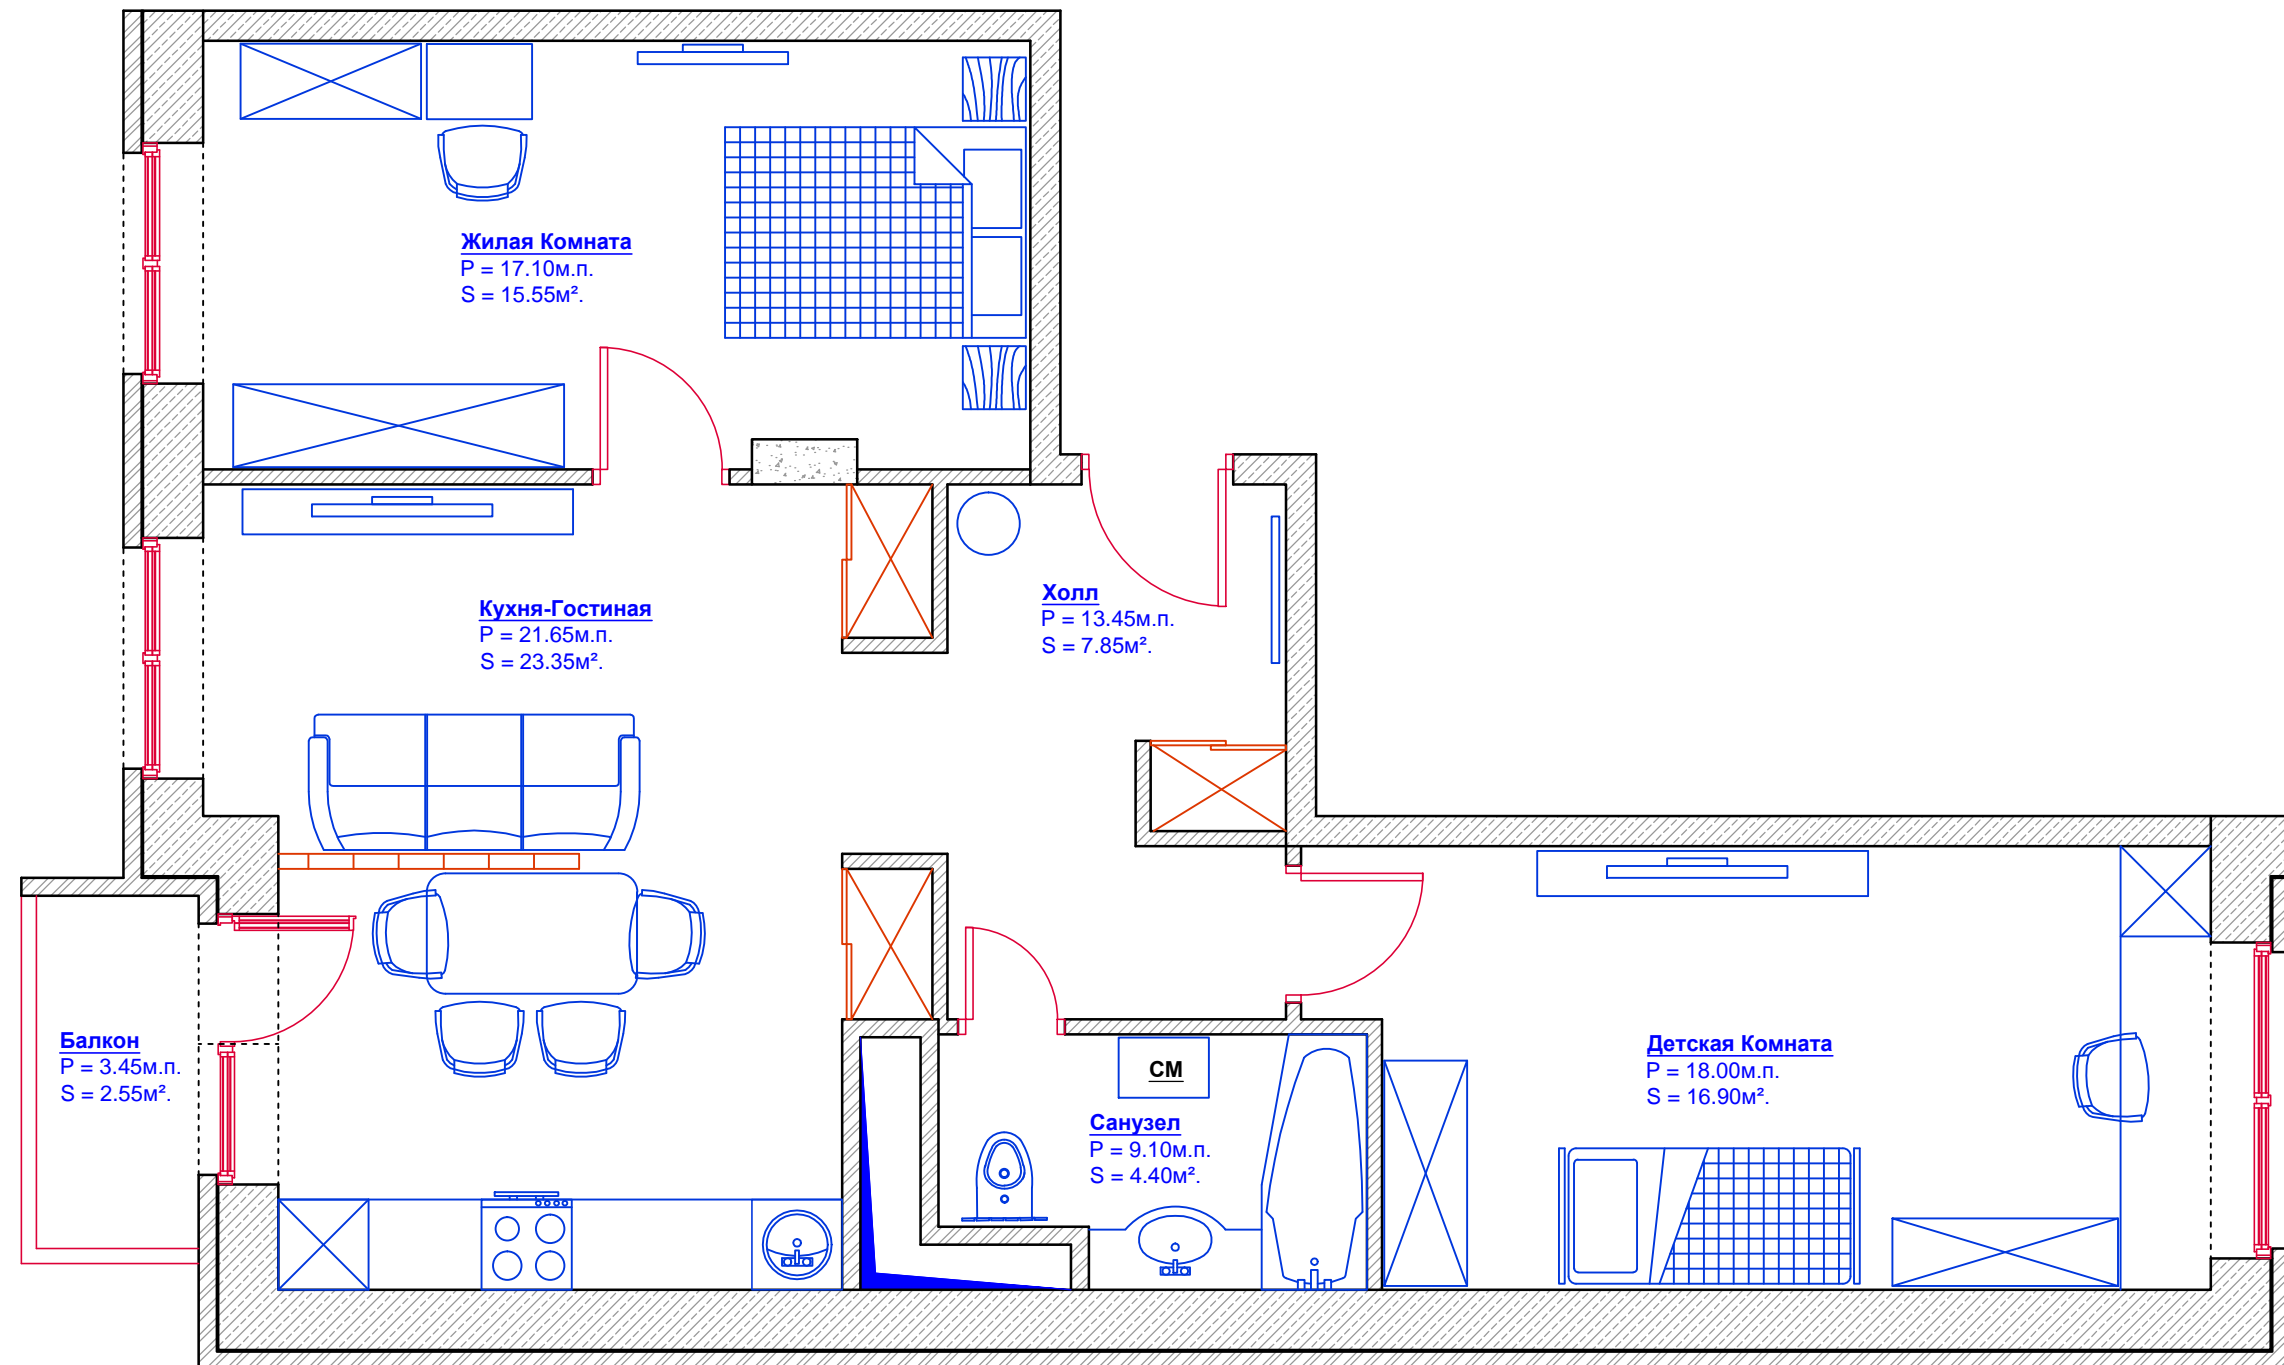 Жилая Комната
P = 17.10м.п.
S = 15.55м².
Кухня-Гостиная
P = 21.65м.п.
S = 23.35м².
Холл
P = 13.45м.п.
S = 7.85м².
Балкон
P = 3.45м.п.
S = 2.55м².
СМ
Санузел
P = 9.10м.п.
S = 4.40м².
Детская Комната
P = 18.00м.п.
S = 16.90м².